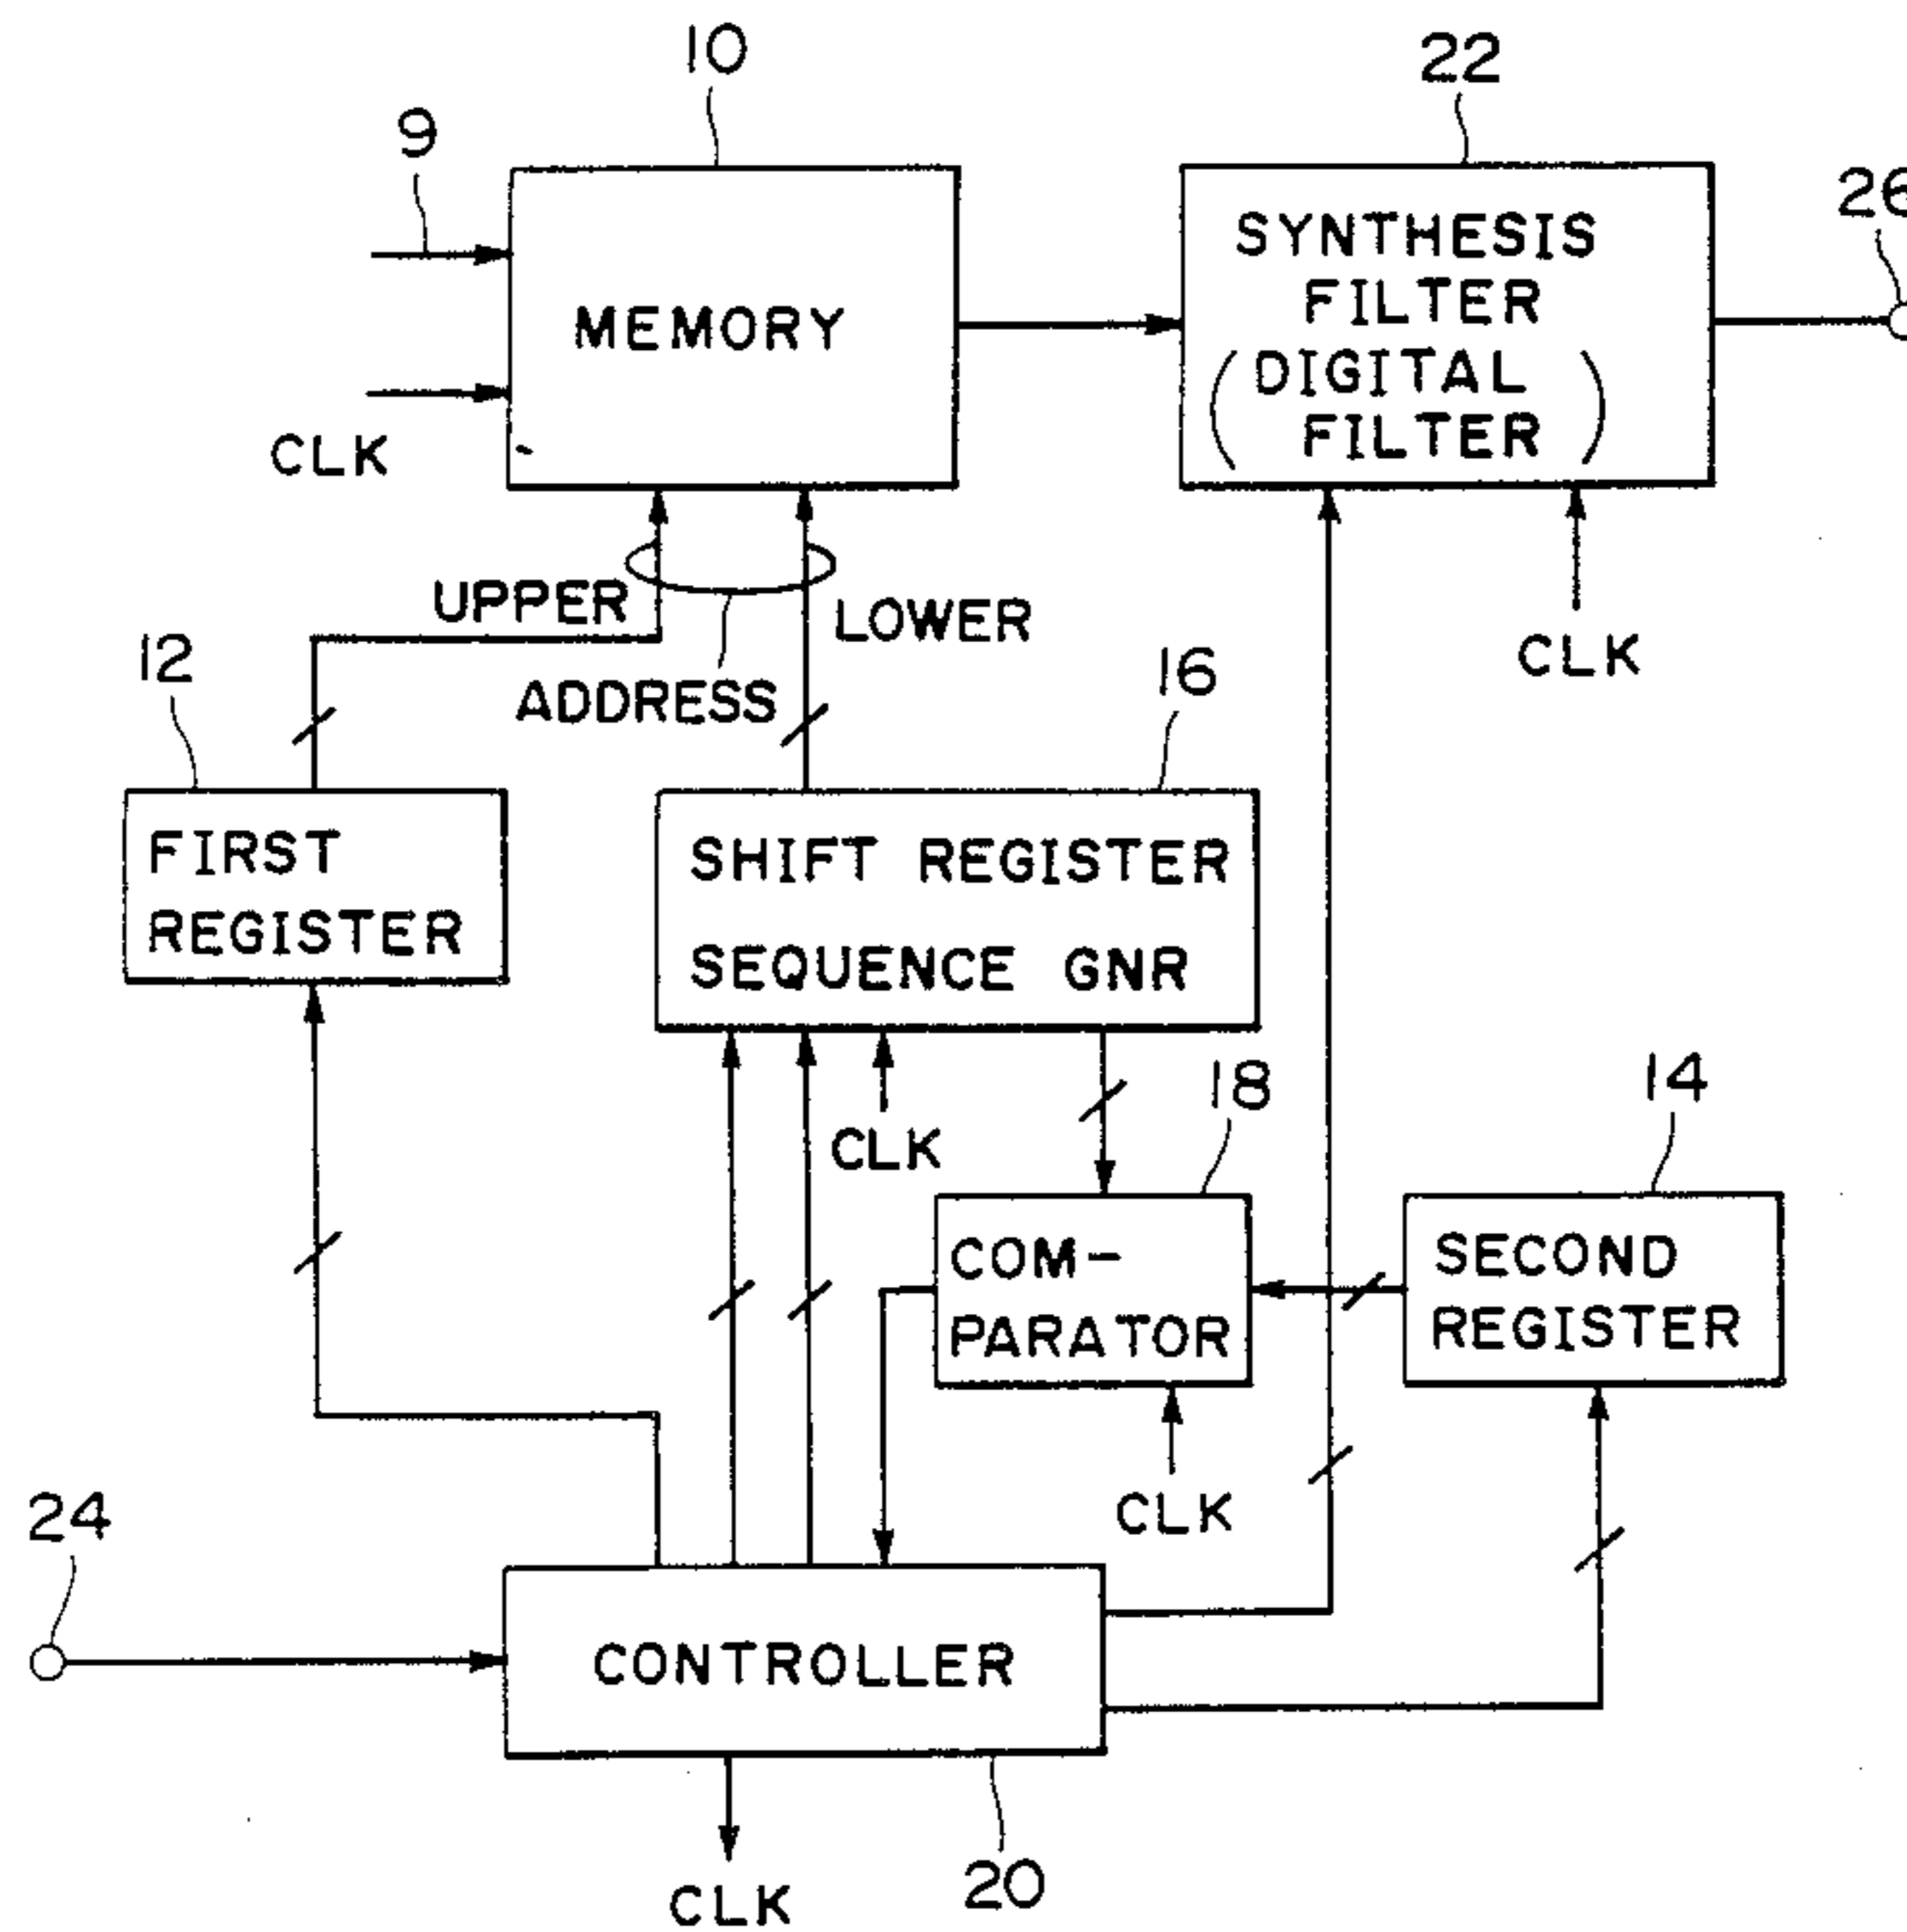 10
22
9
26
MEMORY
SYNTHESIS
FILTER
(DIGITAL
FILTER)
CLK
UPPER
LOWER
ADDRESS
CLK
12
16
FIRST
REGISTER
SHIFT REGISTER
SEQUENCE GNR
CLK
18
14
COM-
PARATOR
SECOND
REGISTER
CLK
24
CONTROLLER
CLK
20